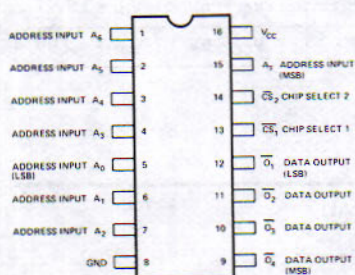 ADDRESS INPUT A6 1 16 VCC
ADDRESS INPUT A5 2 15 A7 ADDRESS INPUT
(MSB)
ADDRESS INPUT A4 3 14 CS2 CHIP SELECT 2
ADDRESS INPUT A3 4 13 CS1 CHIP SELECT 1
ADDRESS INPUT A0 5 12 O1 DATA OUTPUT
(LSB) (LSB)
ADDRESS INPUT A1 6 11 O2 DATA OUTPUT
ADDRESS INPUT A2 7 10 O3 DATA OUTPUT
GND 8 9 O4 DATA OUTPUT
(MSB)